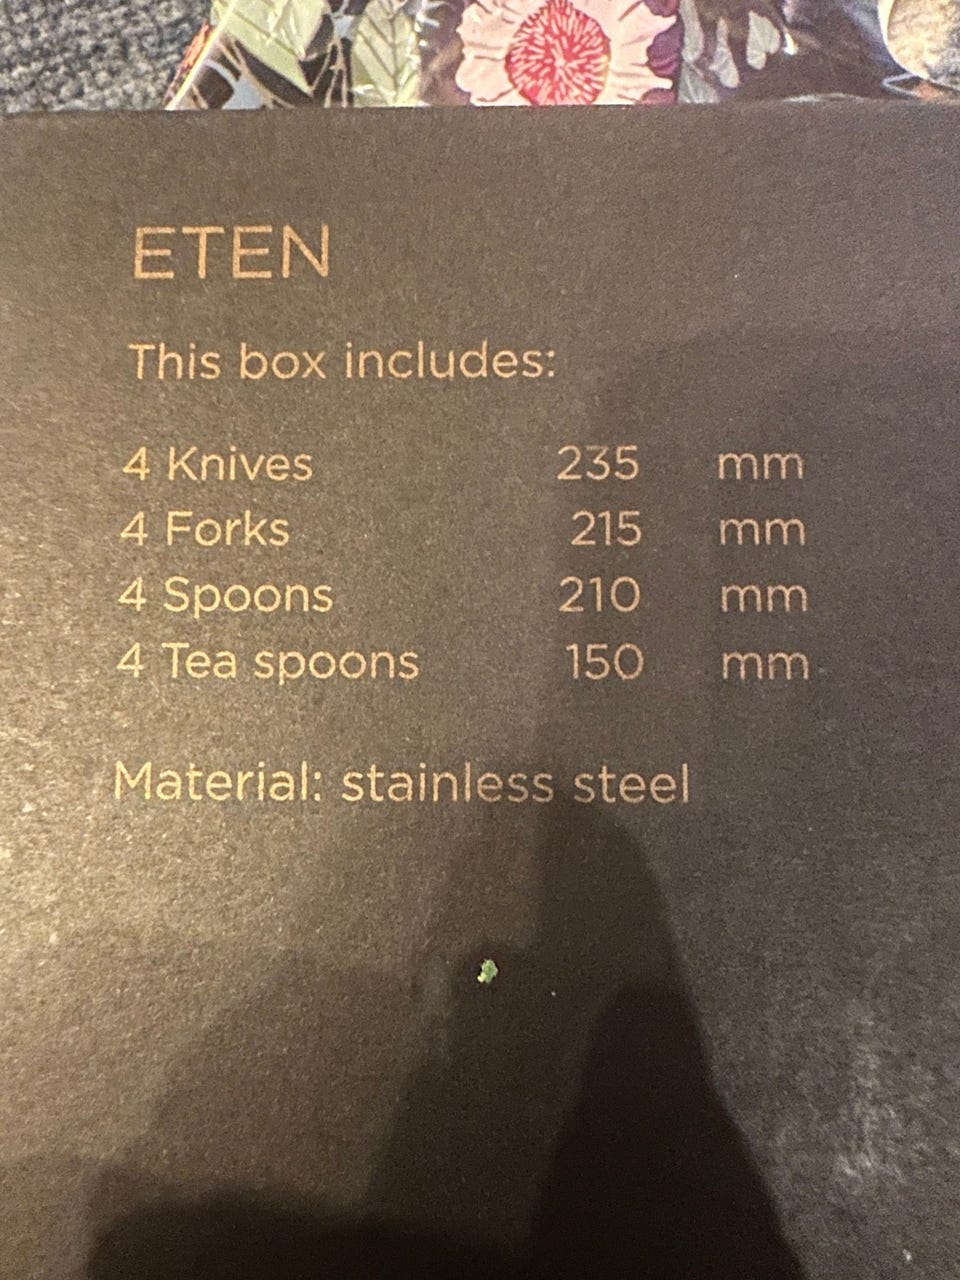 ETEN
This box includes:
4 Knives 235 mm
4 Forks 215 mm
4 Spoons 210 mm
4 Tea spoons 150 mm
Material: stainless steel